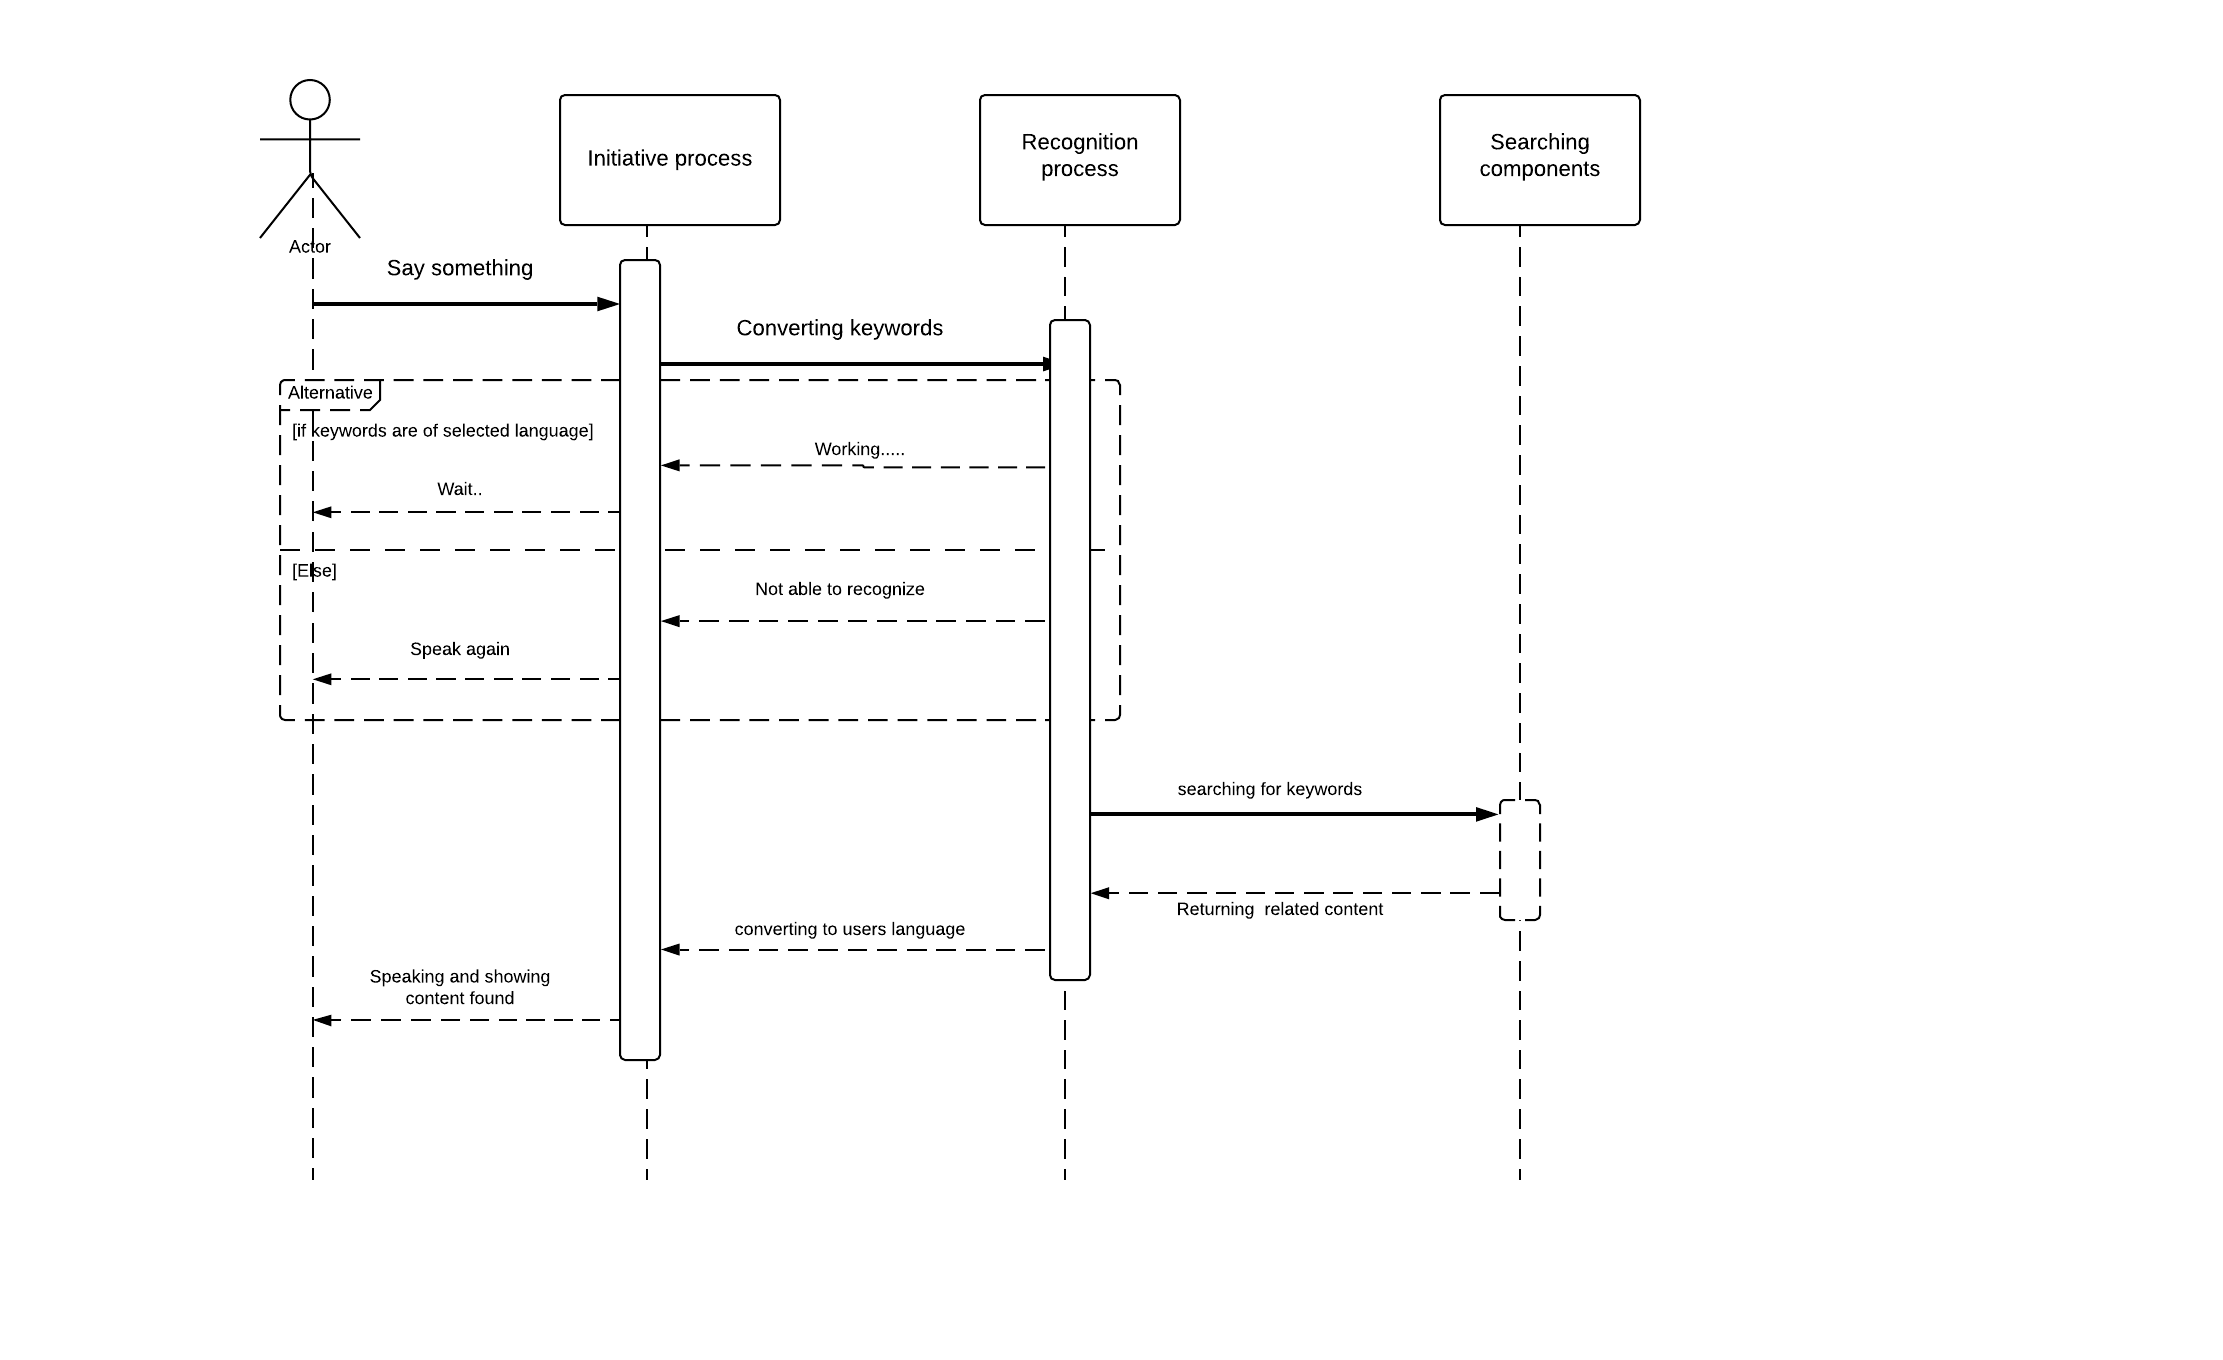 Actor
Initiative process
Recognition
process
Searching
components
Say something
Converting keywords
Alternative
[if keywords are of selected language]
Working.....
Wait..
[Else]
Not able to recognize
Speak again
searching for keywords
Returning  related content
converting to users language
Speaking and showing
content found